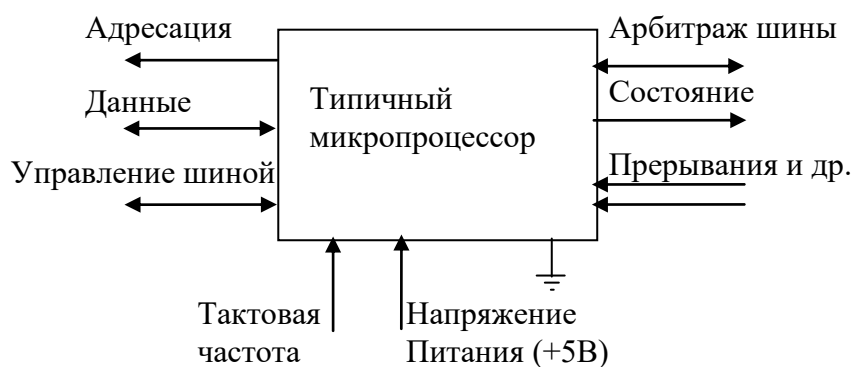 Адресация
Данные
Управление шиной
Типичный
микропроцессор
Арбитраж шины
Состояние
Прерывания и др.
Тактовая
частота
Напряжение
Питания (+5В)